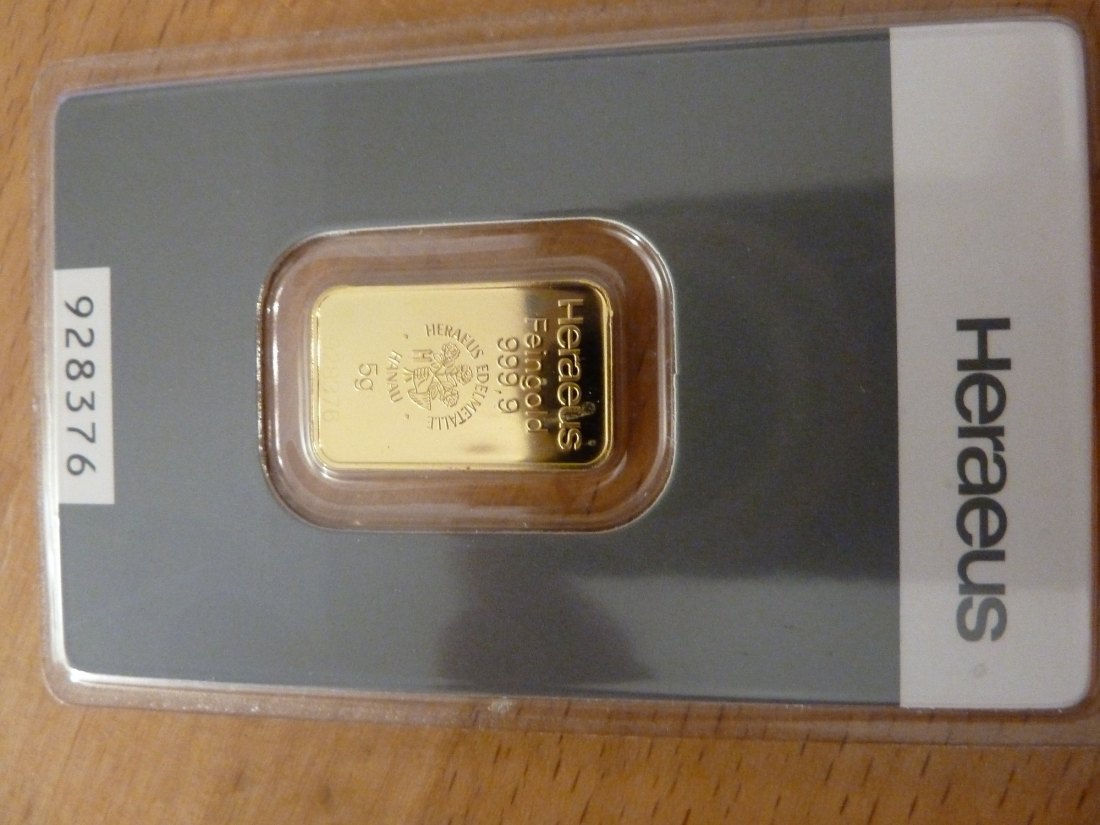 Heraeus
Heraeus
Feingold
999,9
HERAEUS EDELMETALLE
HANAU
5g
928376